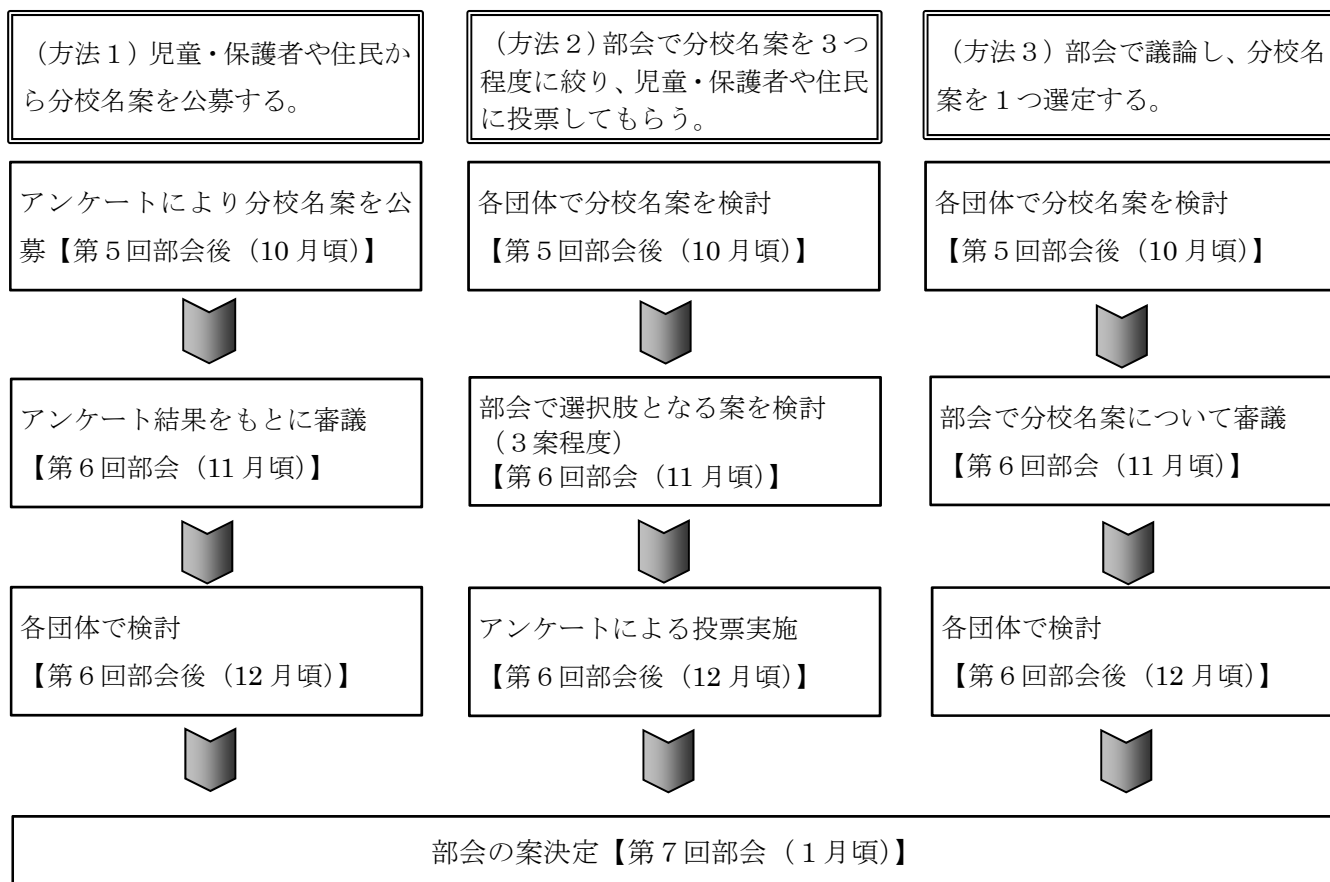 （方法１）児童・保護者や住民か
ら分校名案を公募する。
（方法２）部会で分校名案を３つ
程度に絞り、児童・保護者や住民
に投票してもらう。
（方法３）部会で議論し、分校名
案を１つ選定する。
アンケートにより分校名案を公
募【第５回部会後（10 月頃）】
各団体で分校名案を検討
【第５回部会後（10 月頃）】
各団体で分校名案を検討
【第５回部会後（10 月頃）】
アンケート結果をもとに審議
【第６回部会（11 月頃）】
部会で選択肢となる案を検討
（３案程度）
【第６回部会（11 月頃）】
部会で分校名案について審議
【第６回部会（11 月頃）】
各団体で検討
【第６回部会後（12 月頃）】
アンケートによる投票実施
【第６回部会後（12 月頃）】
各団体で検討
【第６回部会後（12 月頃）】
部会の案決定【第７回部会（１月頃）】